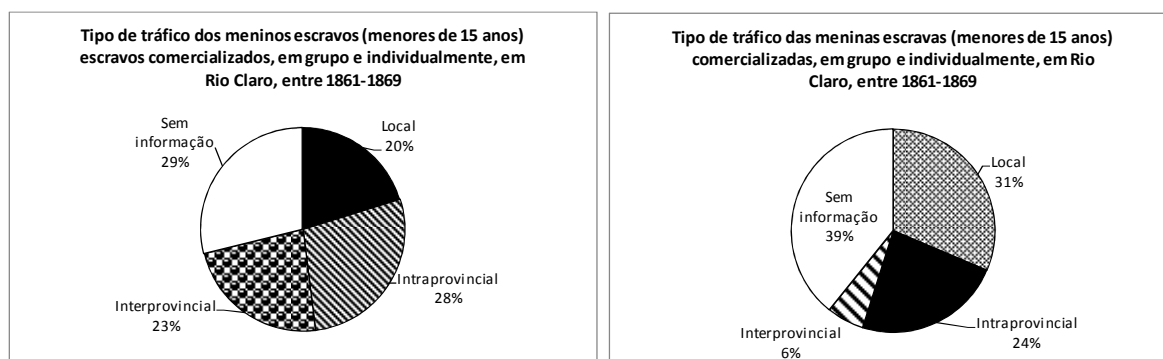 Tipo de tráfico dos meninos escravos (menores de 15 anos)
escravos comercializados, em grupo e individualmente, em
Rio Claro, entre 1861-1869
Sem
informação
29%
Local
20%
Interprovincial
23%
Intraprovincial
28%
Tipo de tráfico das meninas escravas (menores de 15 anos)
comercializadas, em grupo e individualmente, em Rio
Claro, entre 1861-1869
Sem
informação
39%
Local
31%
Interprovincial
6%
Intraprovincial
24%